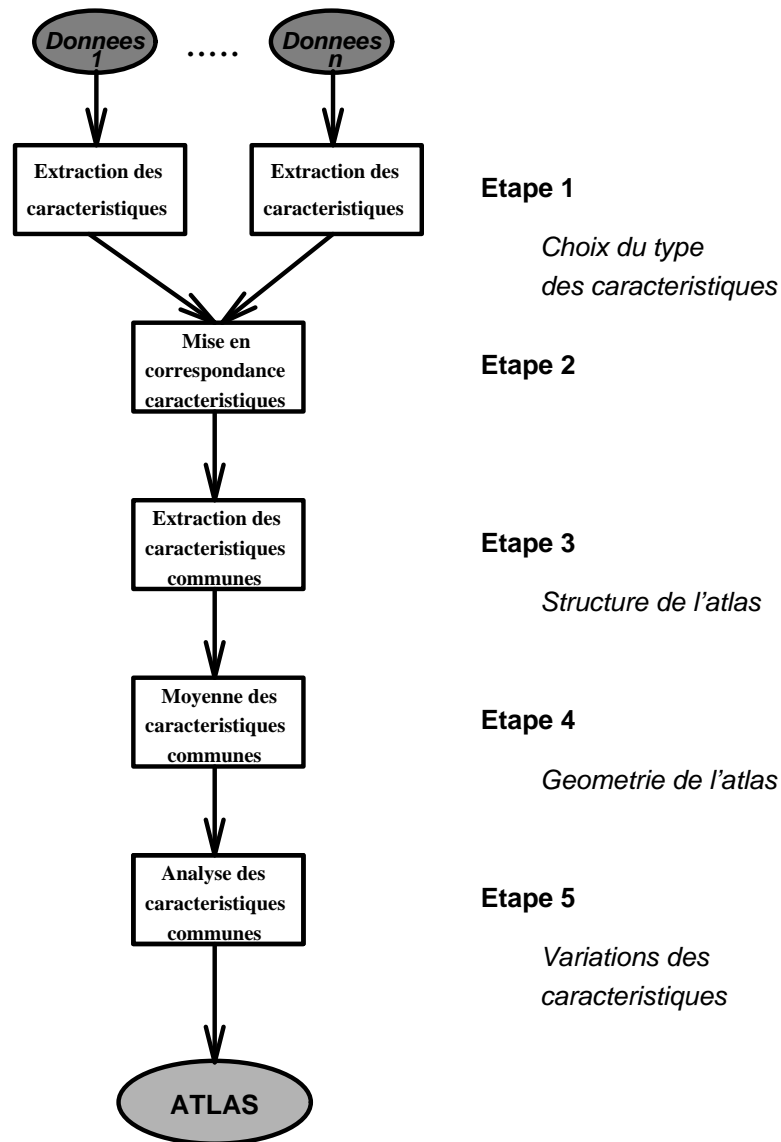 Donnees
1
.....
Donnees
n
Extraction des
caracteristiques
Extraction des
caracteristiques
Etape 1
Choix du type
des caracteristiques
Mise en
correspondance
caracteristiques
Etape 2
Extraction des
caracteristiques
communes
Etape 3
Structure de l'atlas
Moyenne des
caracteristiques
communes
Etape 4
Geometrie de l'atlas
Analyse des
caracteristiques
communes
Etape 5
Variations des
caracteristiques
ATLAS